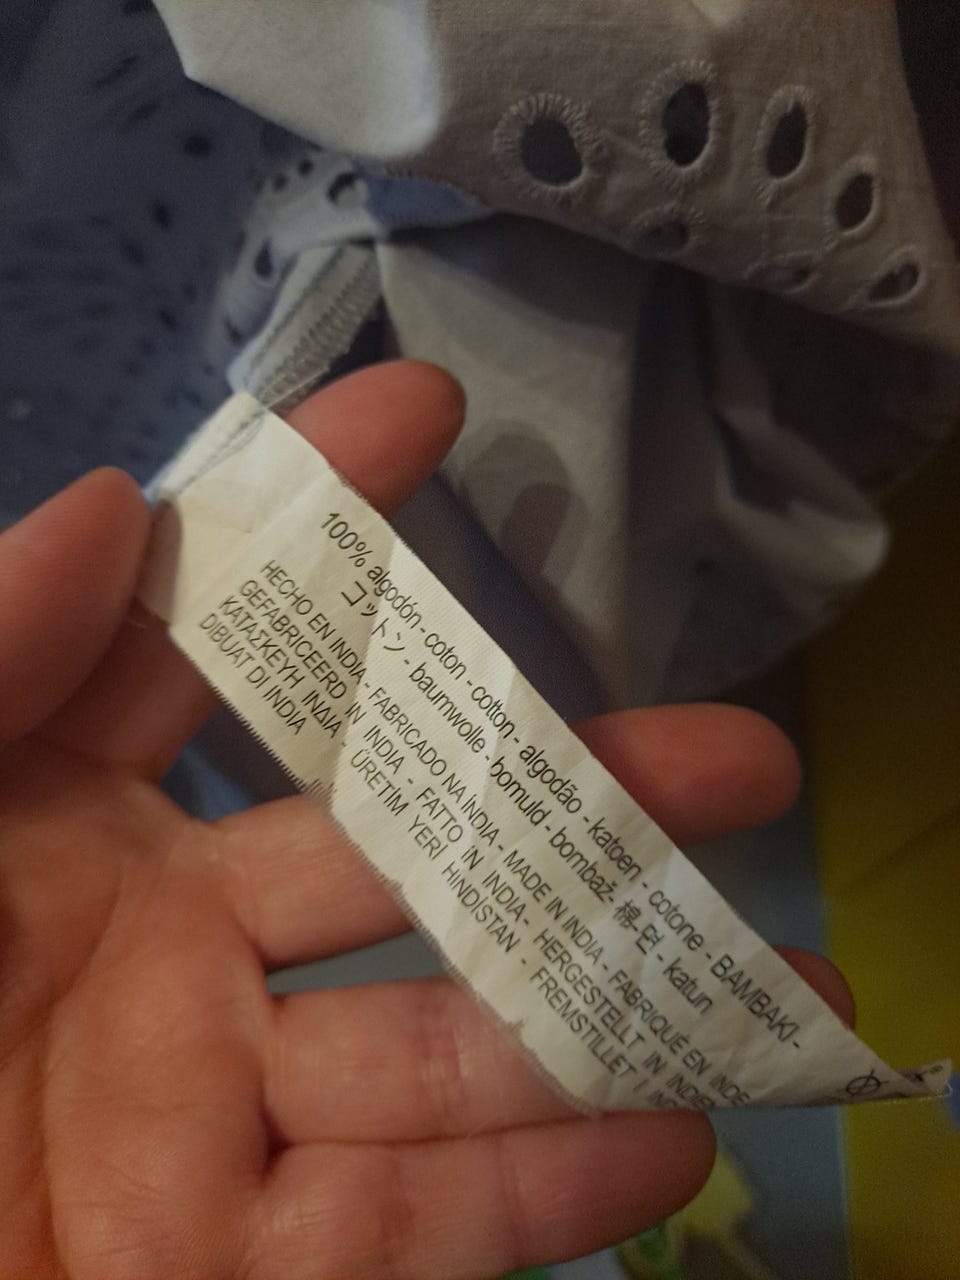 100% algodón - coton - cotton - algodão - katoen - cotone - BAMBAKI -
コットン - baumwolle - bomuld - bombaž - 棉 - 면 - katun
HECHO EN INDIA - FABRICADO NA ÍNDIA - MADE IN INDIA - FABRIQUÉ EN INDE
GEFABRICEERD IN INDIA - FATTO IN INDIA - HERGESTELLT IN INDIEN
ΚΑΤΑΣΚΕΥΗ ΙΝΔΙΑ - ÜRETİM YERİ HİNDİSTAN - FREMSTILLET I
DIBUAT DI INDIA